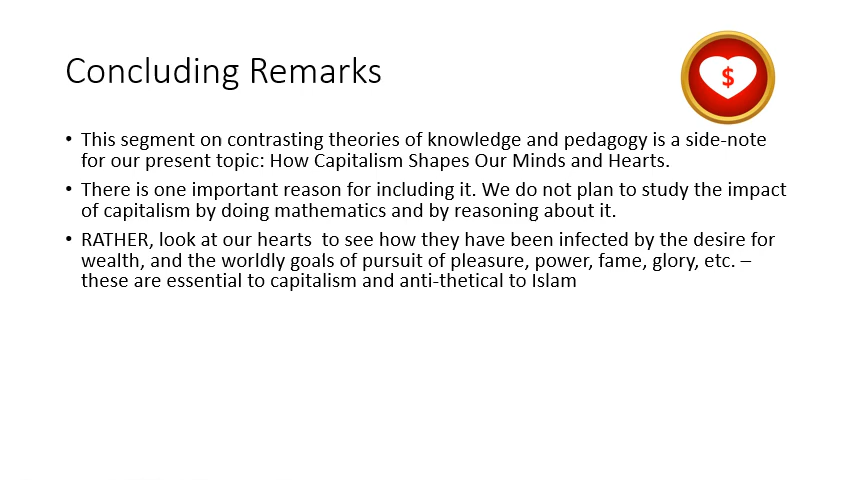 Concluding Remarks
$
• This segment on contrasting theories of knowledge and pedagogy is a side-note
for our present topic: How Capitalism Shapes Our Minds and Hearts.
• There is one important reason for including it. We do not plan to study the impact
of capitalism by doing mathematics and by reasoning about it.
• RATHER, look at our hearts  to see how they have been infected by the desire for
wealth, and the worldly goals of pursuit of pleasure, power, fame, glory, etc. –
these are essential to capitalism and anti-thetical to Islam